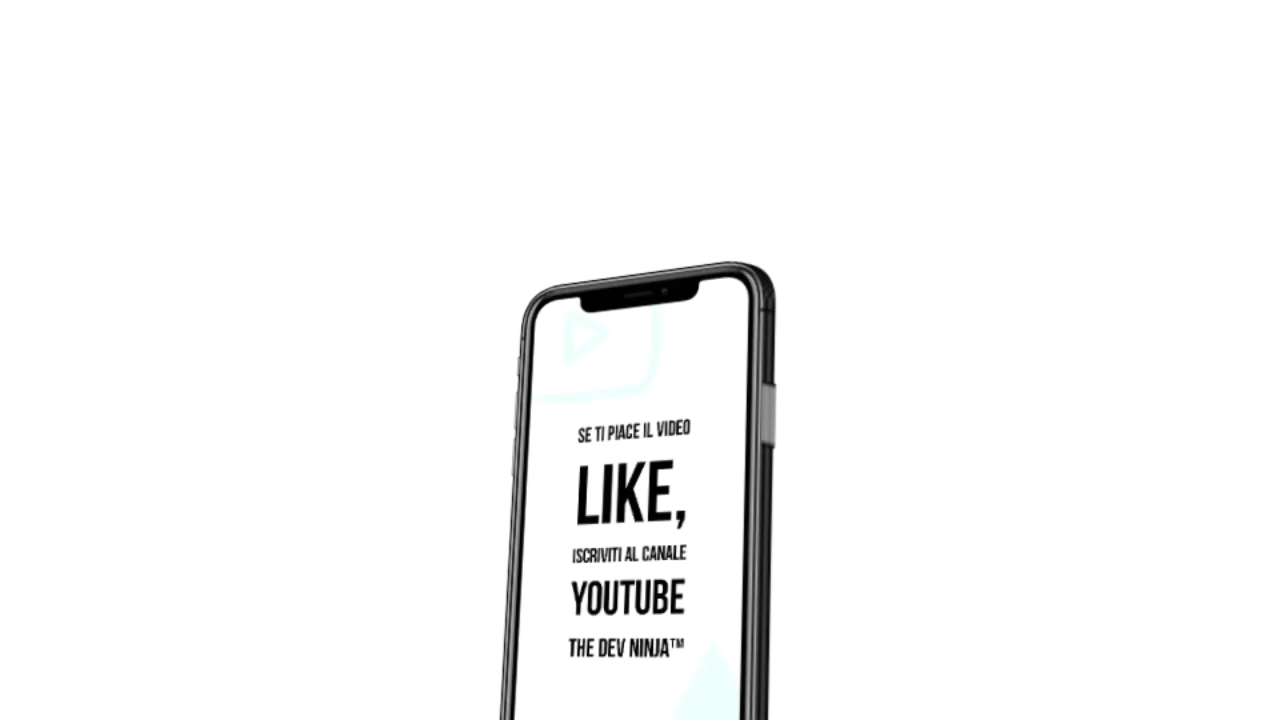 SE TI PIACE IL VIDEO
LIKE,
ISCRIVITI AL CANALE
YOUTUBE
THE DEV NINJA™